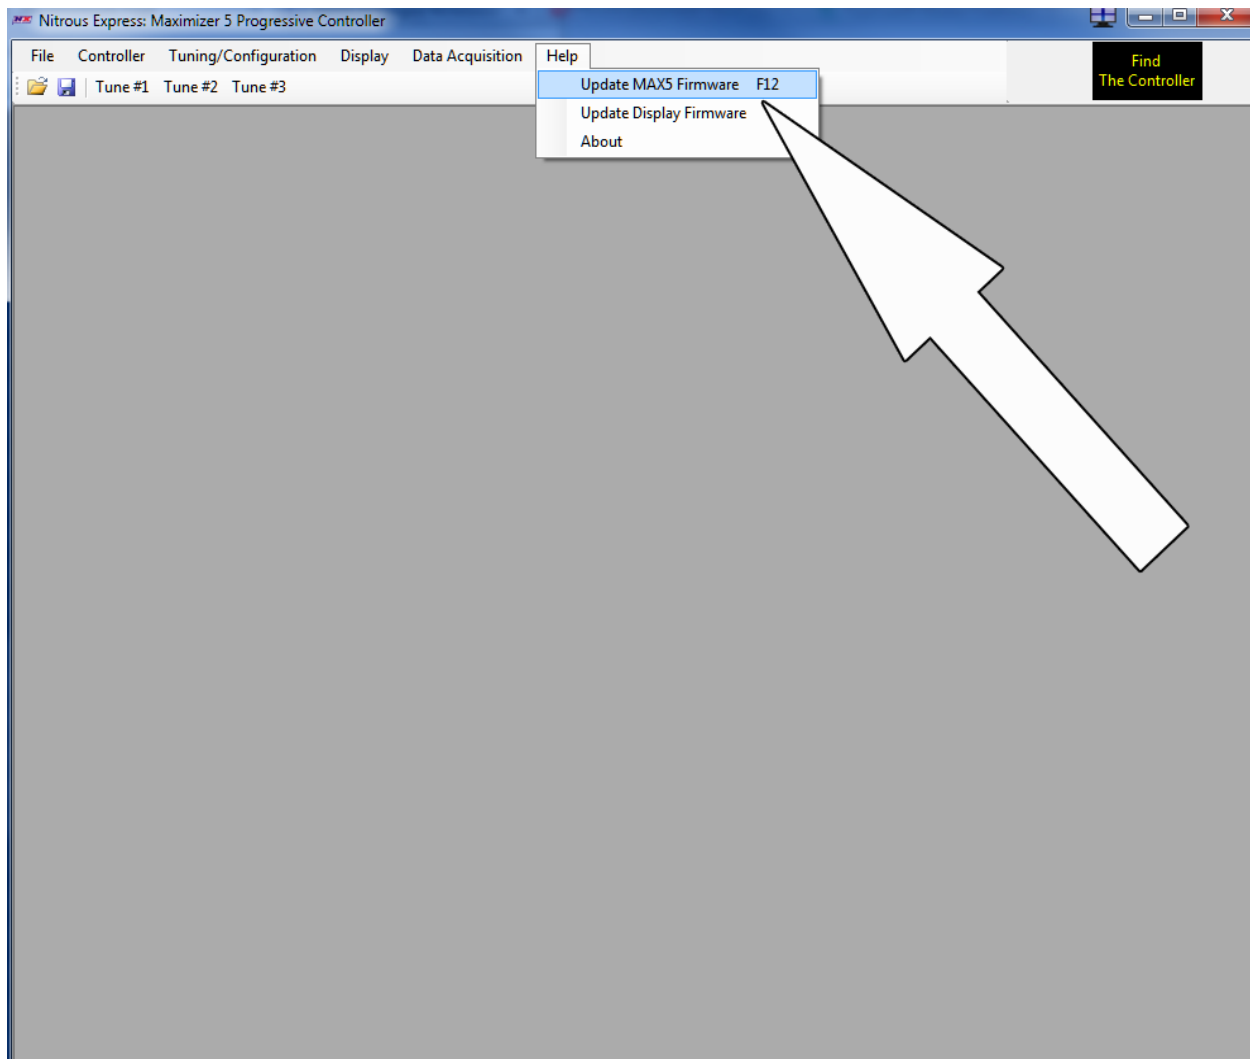 Nitrous Express: Maximizer 5 Progressive Controller
File Controller Tuning/Configuration Display Data Acquisition Help
Find
The Controller
Tune #1 Tune #2 Tune #3
Update MAX5 Firmware F12
Update Display Firmware
About